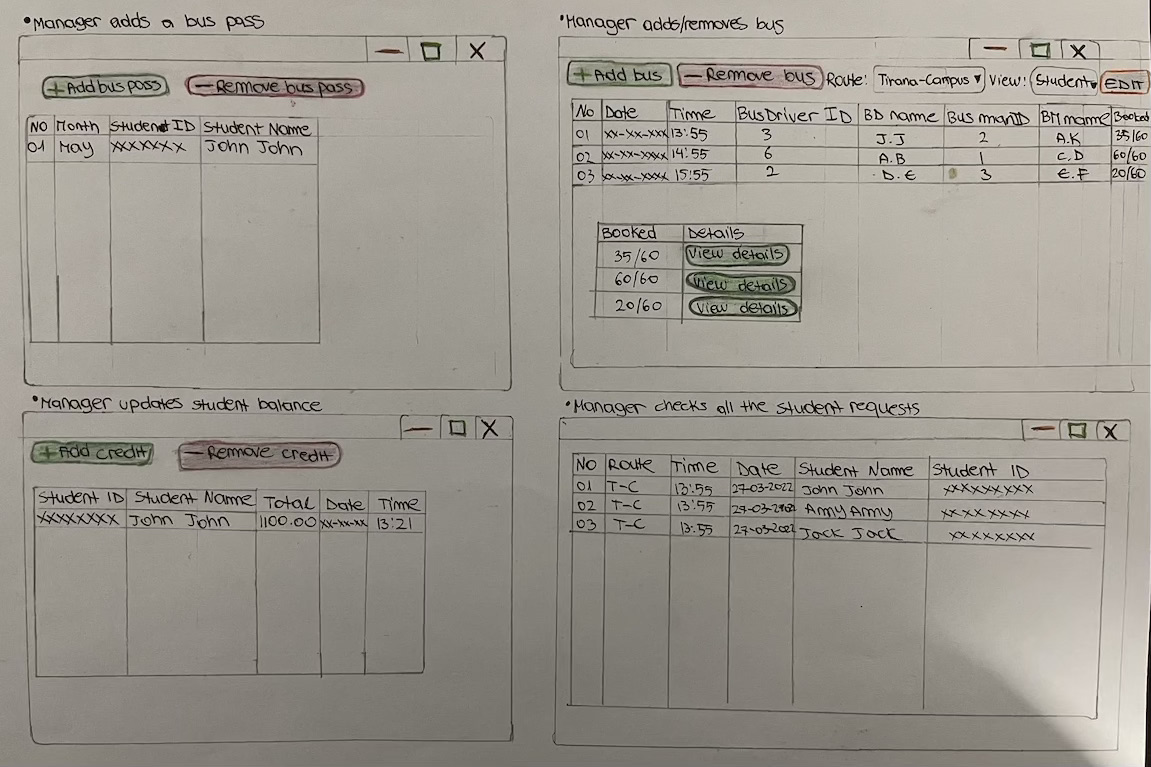 •Manager adds a bus pass
— □ X
+ Add bus pass — Remove bus pass
No Month Student ID Student Name
01 May xxxxxxx John John
•Manager adds/removes bus
— □ X
+ Add bus — Remove bus Route: Tirana-Campus ▾ View: Student ▾ EDIT
No Date Time Bus Driver ID BD name Bus man ID BM name Booked
01 xx-xx-xxx 13:55 3 J.J 2 A.K 35/60
02 xx-xx-xxxx 14:55 6 A.B 1 C.D 60/60
03 xx-xx-xxxx 15:55 2 D.E 3 E.F 20/60
Booked Details
35/60 View details
60/60 View details
20/60 View details
•Manager updates student balance
— □ X
+ Add credit — Remove credit
Student ID Student Name Total Date Time
xxxxxxxx John John 1100.00 xx-xx-xx 13:21
•Manager checks all the student requests
— □ X
No Route Time Date Student Name Student ID
01 T-C 13:55 27-03-2022 John John xxxxxxxxx
02 T-C 13:55 27-03-2022 Amy Amy xxxxxxxx
03 T-C 13:55 27-03-2022 Jack Jack xxxxxxxx